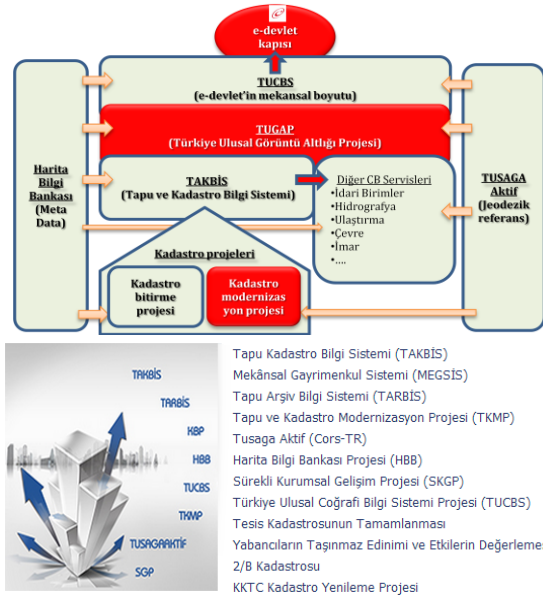 e-devlet
kapısı
TUCBS
(e-devlet'in mekansal boyutu)
TUGAP
(Türkiye Ulusal Görüntü Altlığı Projesi)
Harita
Bilgi
Bankası
(Meta
Data)
TAKBİS
(Tapu ve Kadastro Bilgi Sistemi)
Diğer CB Servisleri
•İdari Birimler
•Hidrografya
•Ulaştırma
•Çevre
•İmar
•....
TUSAGA
Aktif
(Jeodezik
referans)
Kadastro projeleri
Kadastro
bitirme
projesi
Kadastro
modernizas
yon projesi
TAKBİS
TARBİS
KBP
HBB
TUCBS
TKMP
TUSAGAAKTİF
SGP
Tapu Kadastro Bilgi Sistemi (TAKBİS)
Mekânsal Gayrimenkul Sistemi (MEGSİS)
Tapu Arşiv Bilgi Sistemi (TARBİS)
Tapu ve Kadastro Modernizasyon Projesi (TKMP)
Tusaga Aktif (Cors-TR)
Harita Bilgi Bankası Projesi (HBB)
Sürekli Kurumsal Gelişim Projesi (SKGP)
Türkiye Ulusal Coğrafi Bilgi Sistemi Projesi (TUCBS)
Tesis Kadastrosunun Tamamlanması
Yabancıların Taşınmaz Edinimi ve Etkilerin Değerleme
2/B Kadastrosu
KKTC Kadastro Yenileme Projesi